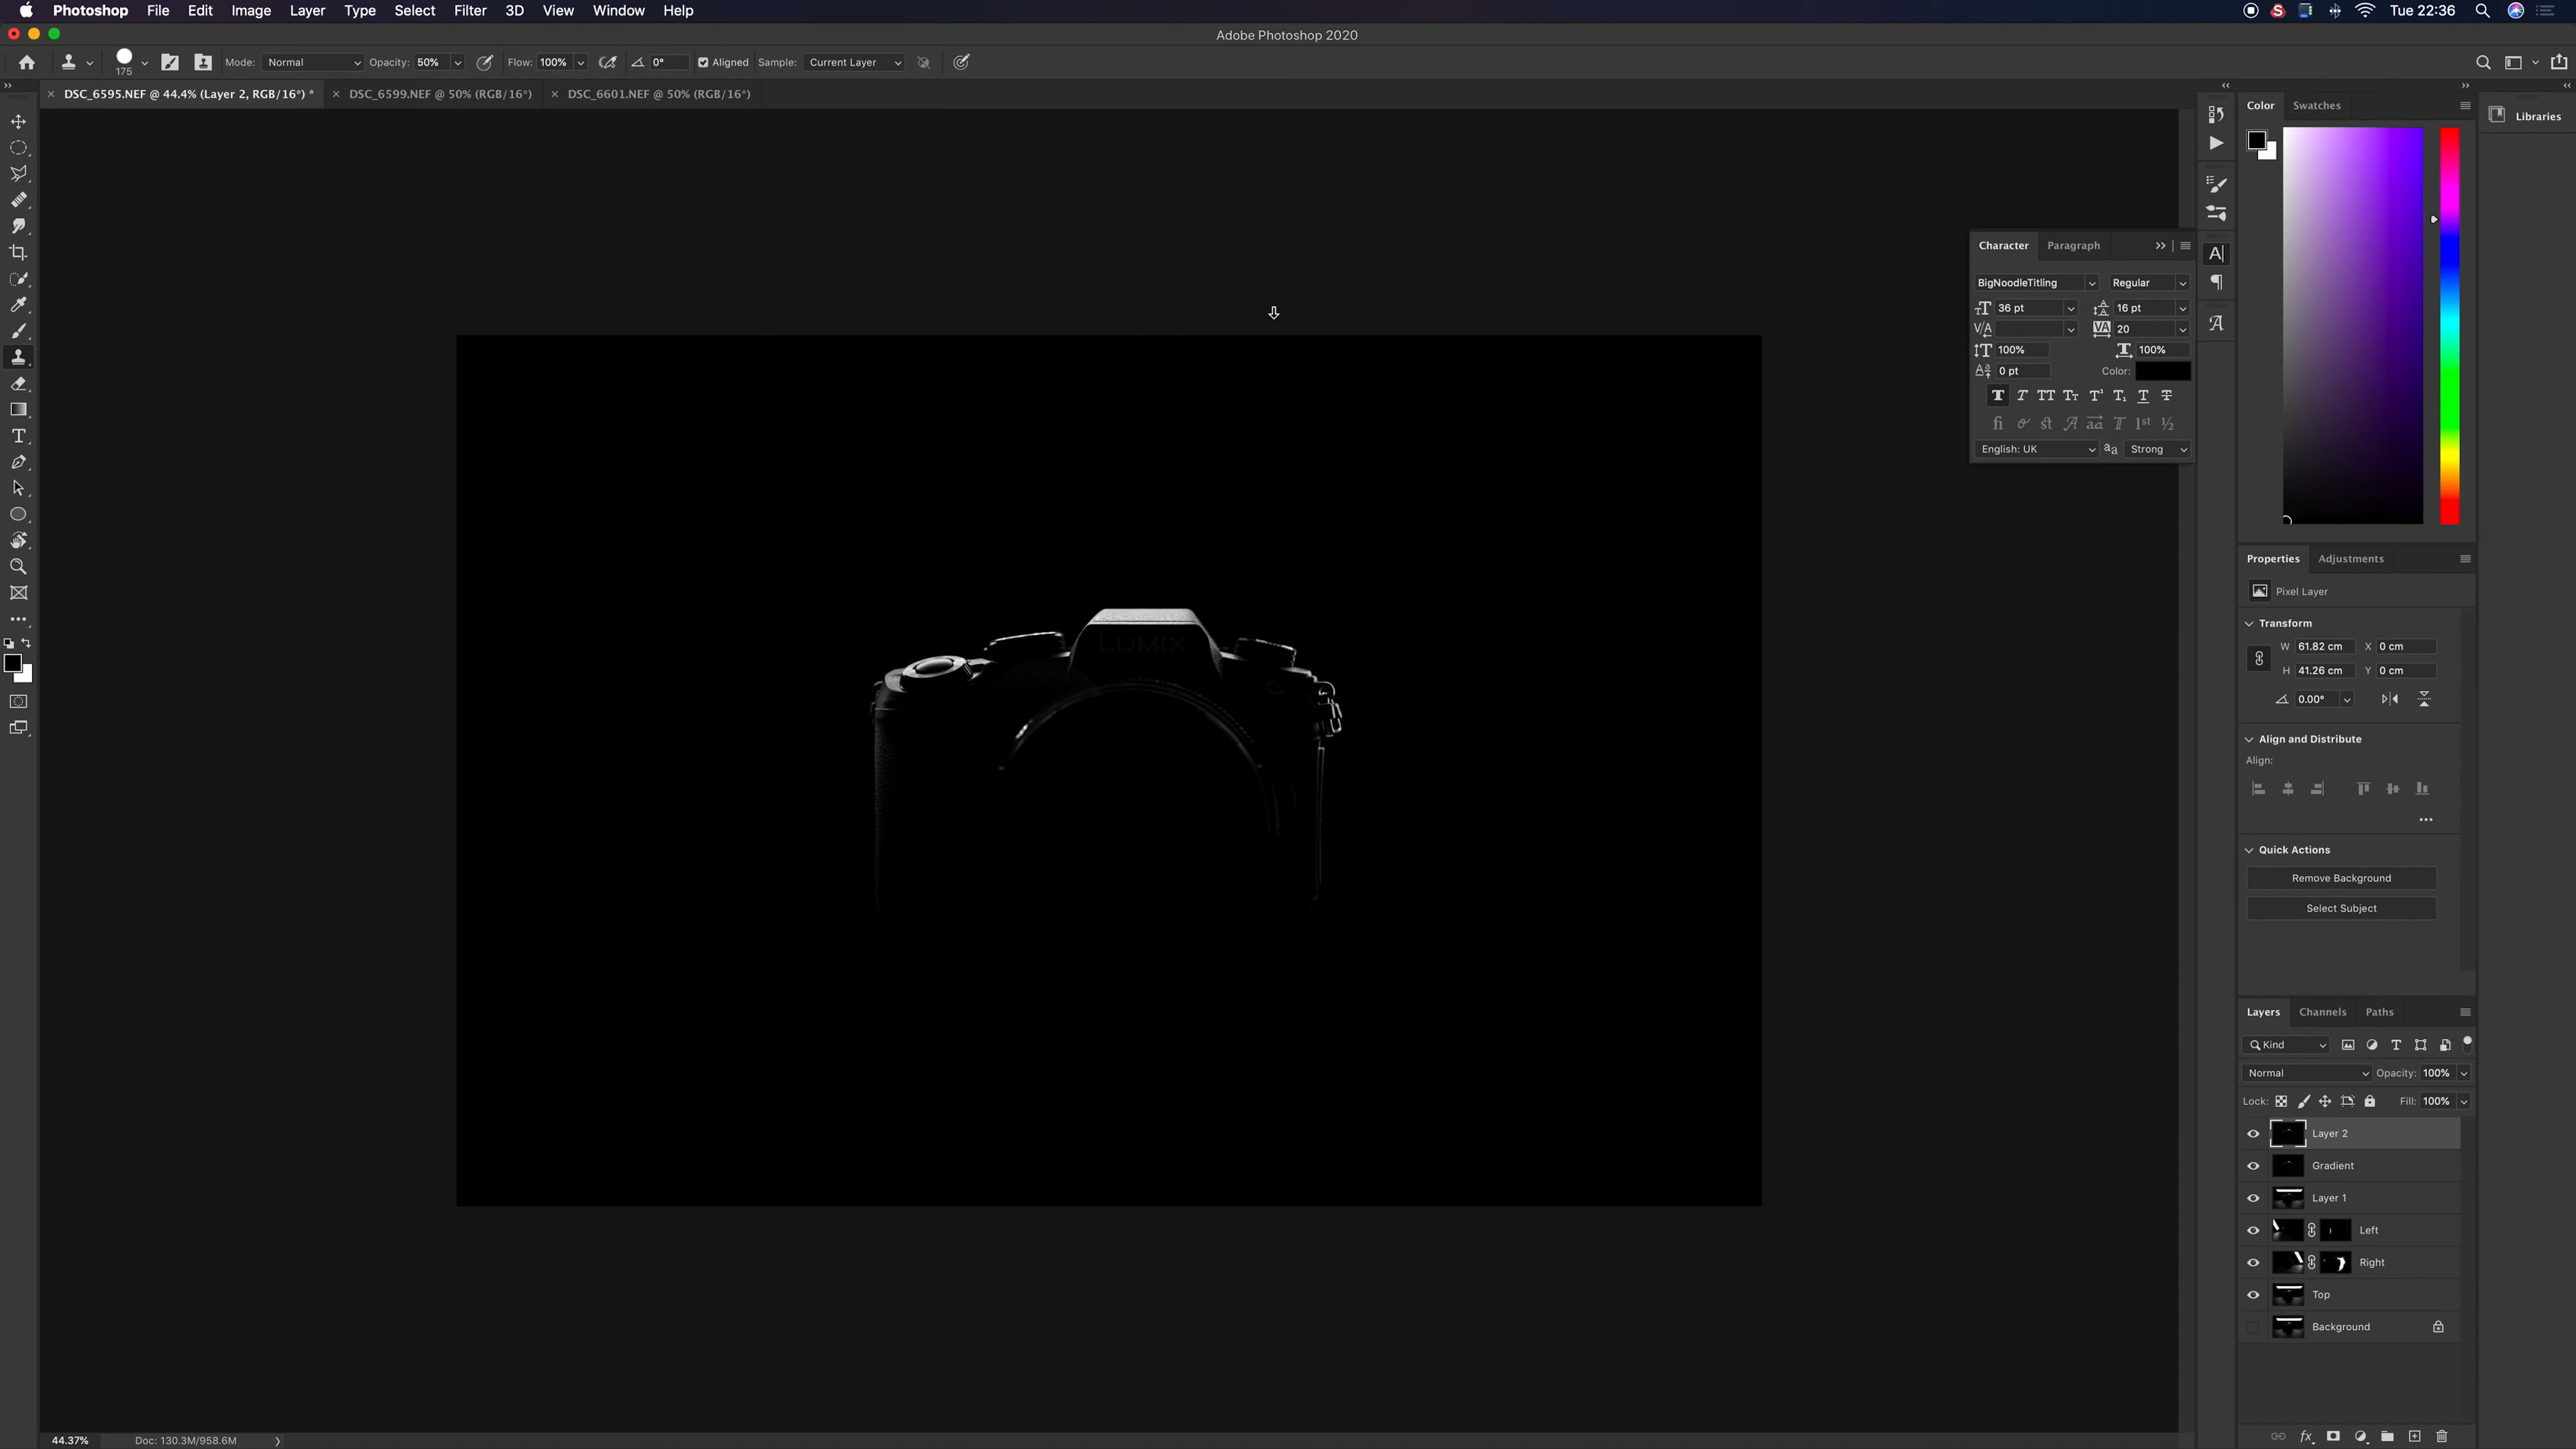 Photoshop File Edit Image Layer Type Select Filter 3D View Window Help Tue 22:36
Adobe Photoshop 2020
175 Mode: Normal Opacity: 50% Flow: 100% 0° Aligned Sample: Current Layer
DSC_6595.NEF @ 44.4% (Layer 2, RGB/16*) * DSC_6599.NEF @ 50% (RGB/16*) DSC_6601.NEF @ 50% (RGB/16*)
Color Swatches
Libraries
Character Paragraph
BigNoodleTitling Regular
36 pt 16 pt
20
100% 100%
0 pt Color:
English: UK Strong
LUMIX
Properties Adjustments
Pixel Layer
Transform
W 61.82 cm X 0 cm
H 41.26 cm Y 0 cm
0.00°
Align and Distribute
Align:
Quick Actions
Remove Background
Select Subject
Layers Channels Paths
Kind
Normal Opacity: 100%
Lock: Fill: 100%
Layer 2
Gradient
Layer 1
Left
Right
Top
Background
44.37% Doc: 130.3M/958.6M